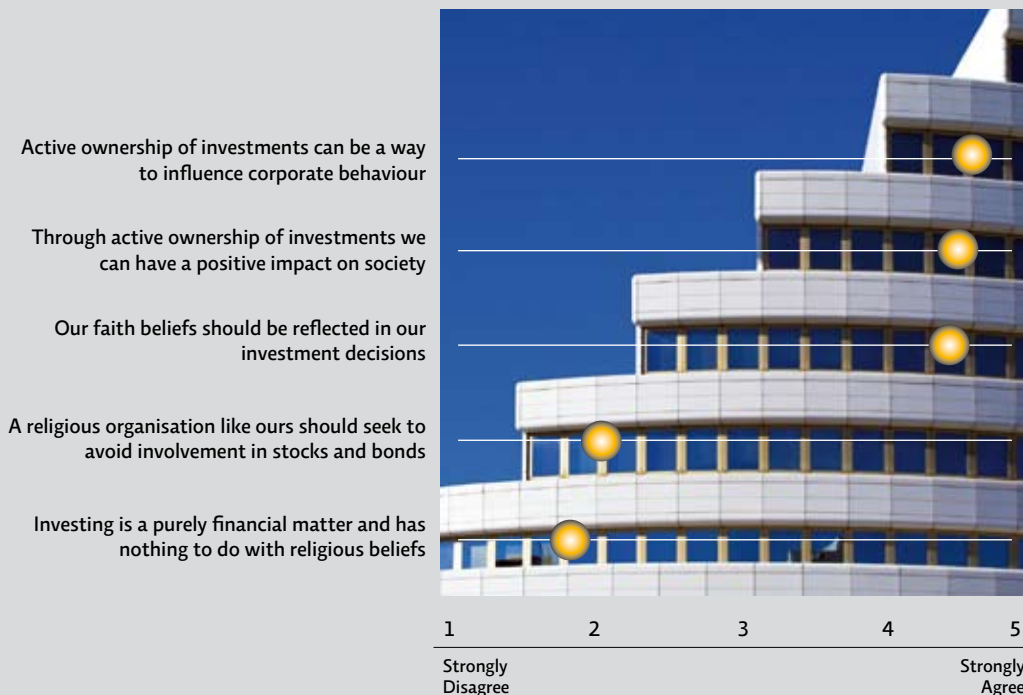 Active ownership of investments can be a way
to influence corporate behaviour
Through active ownership of investments we
can have a positive impact on society
Our faith beliefs should be reflected in our
investment decisions
A religious organisation like ours should seek to
avoid involvement in stocks and bonds
Investing is a purely financial matter and has
nothing to do with religious beliefs
1 2 3 4 5
Strongly Disagree
Strongly Agree